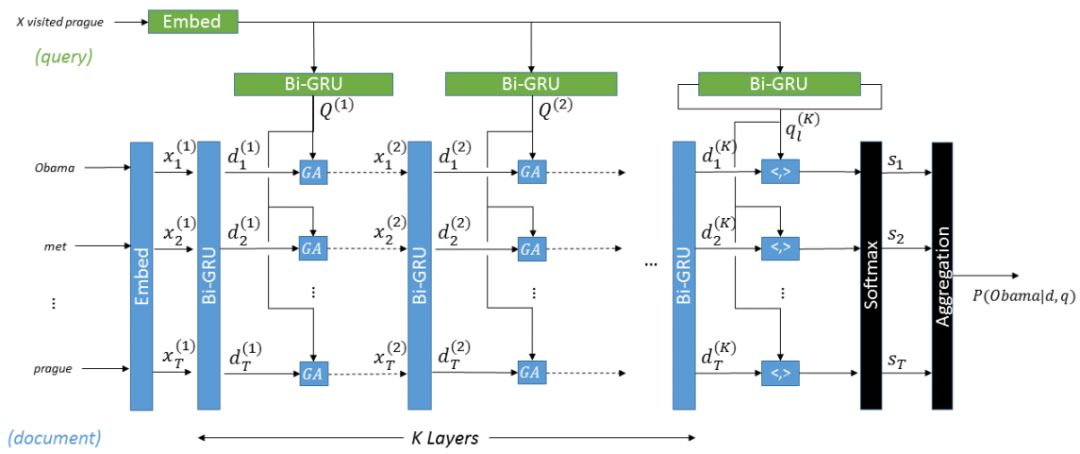 X visited prague Embed
(query)
Bi-GRU Bi-GRU Bi-GRU
Q^(1) Q^(2) q_l^(K)
Obama x_1^(1) d_1^(1) GA x_1^(2) d_1^(2) GA d_1^(K) <,> s_1
met x_2^(1) d_2^(1) GA x_2^(2) d_2^(2) GA d_2^(K) <,> s_2
Embed Bi-GRU Bi-GRU ... Bi-GRU Softmax Aggregation
⋮ ⋮ ⋮ ⋮
P(Obama|d, q)
prague x_T^(1) d_T^(1) GA x_T^(2) d_T^(2) GA d_T^(K) <,> s_T
(document) K Layers